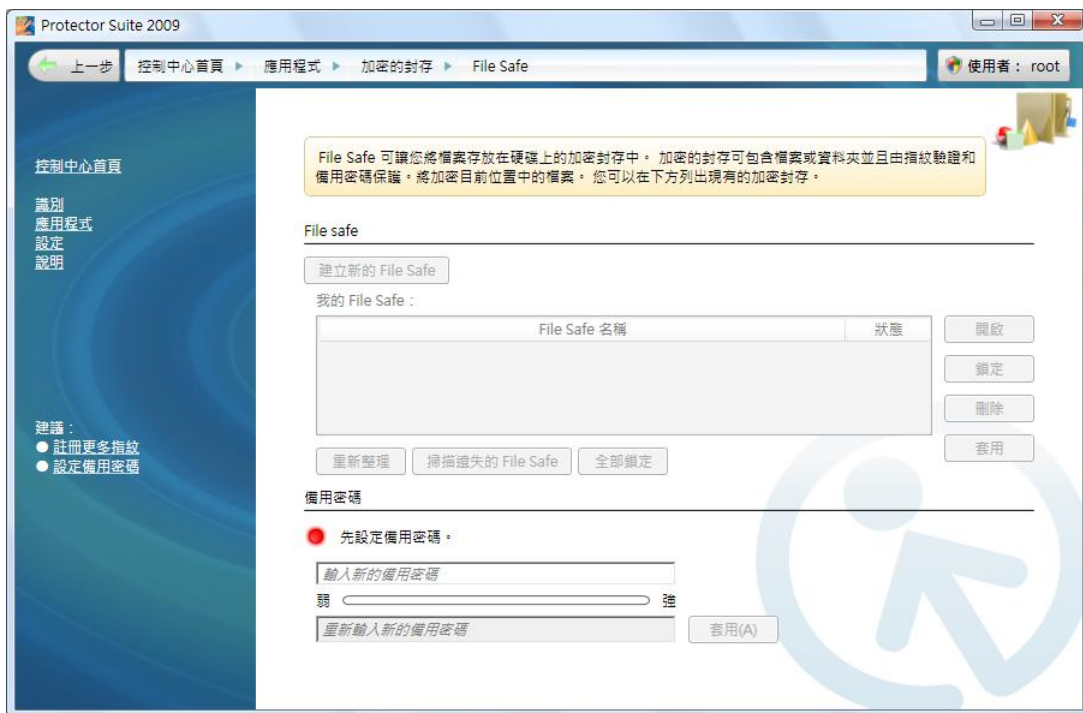 Protector Suite 2009
上一步 控制中心首頁 應用程式 加密的封存 File Safe 使用者： root
控制中心首頁
識別
應用程式
設定
說明
建議：
註冊更多指紋
設定備用密碼
File Safe 可讓您將檔案存放在硬碟上的加密封存中。 加密的封存可包含檔案或資料夾並且由指紋驗證和
備用密碼保護。將加密目前位置中的檔案。 您可以在下方列出現有的加密封存。
File safe
建立新的 File Safe
我的 File Safe：
File Safe 名稱 狀態
開啟
鎖定
刪除
套用
重新整理 掃描遺失的 File Safe 全部鎖定
備用密碼
先設定備用密碼。
輸入新的備用密碼
弱 強
重新輸入新的備用密碼 套用(A)